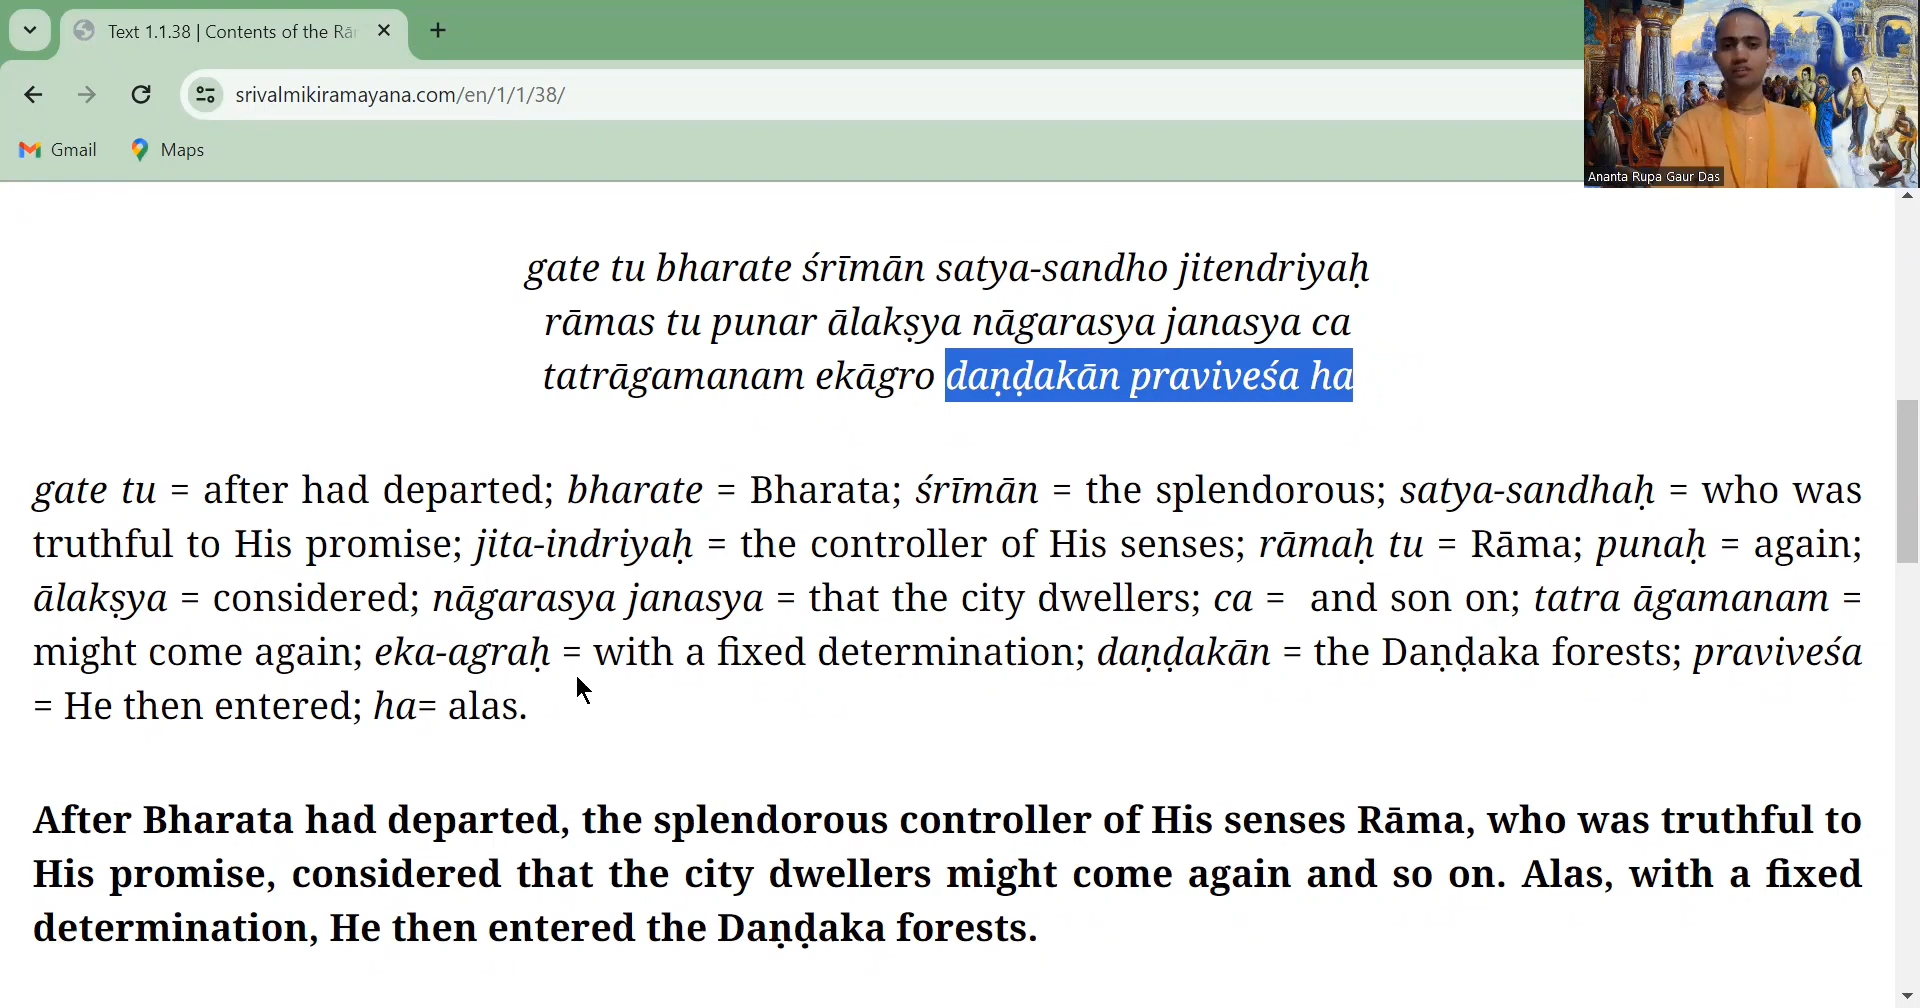 Text 1.1.38 | Contents of the Rā
srivalmikiramayana.com/en/1/1/38/
Gmail Maps
Ananta Rupa Gaur Das
gate tu bharate śrīmān satya-sandho jitendriyaḥ
rāmas tu punar ālakṣya nāgarasya janasya ca
tatrāgamanam ekāgro daṇḍakān praviveśa ha
gate tu = after had departed; bharate = Bharata; śrīmān = the splendorous; satya-sandhaḥ = who was
truthful to His promise; jita-indriyaḥ = the controller of His senses; rāmaḥ tu = Rāma; punaḥ = again;
ālakṣya = considered; nāgarasya janasya = that the city dwellers; ca = and son on; tatra āgamanam =
might come again; eka-agraḥ = with a fixed determination; daṇḍakān = the Daṇḍaka forests; praviveśa
= He then entered; ha= alas.
After Bharata had departed, the splendorous controller of His senses Rāma, who was truthful to
His promise, considered that the city dwellers might come again and so on. Alas, with a fixed
determination, He then entered the Daṇḍaka forests.